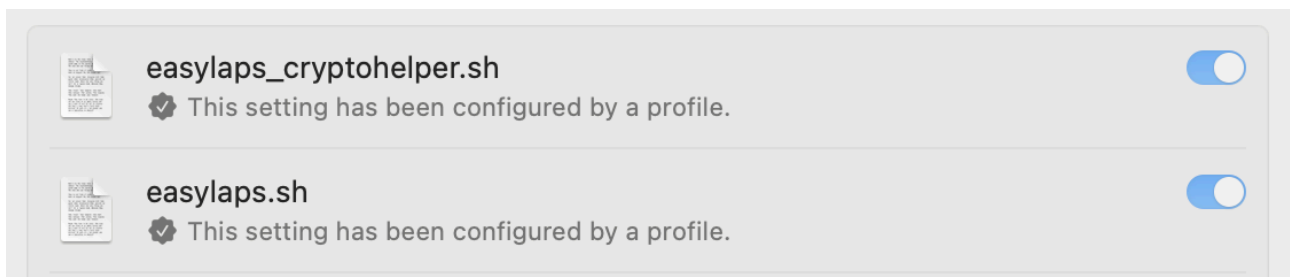 easylaps_cryptohelper.sh
This setting has been configured by a profile.
easylaps.sh
This setting has been configured by a profile.